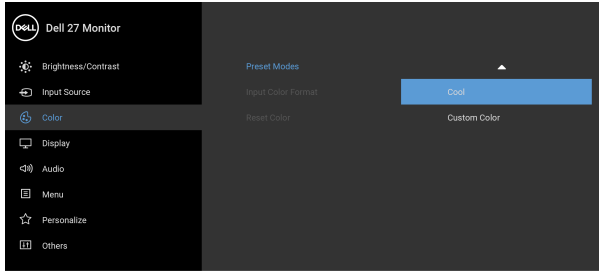 DELL Dell 27 Monitor
Brightness/Contrast
Preset Modes
Input Source
Input Color Format
Cool
Color
Reset Color
Custom Color
Display
Audio
Menu
Personalize
Others